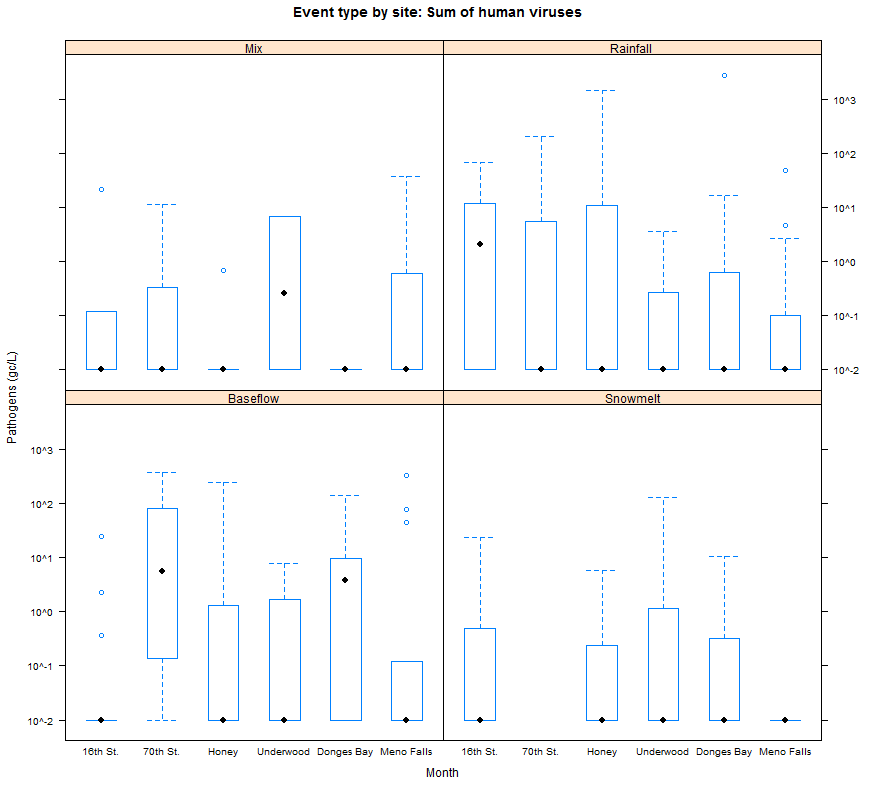 Event type by site: Sum of human viruses
Mix
Rainfall
10^3
10^2
10^1
10^0
10^-1
10^-2
Baseflow
Snowmelt
10^3
10^2
10^1
10^0
10^-1
10^-2
Pathogens (gc/L)
16th St. 70th St. Honey Underwood Donges Bay Meno Falls 16th St. 70th St. Honey Underwood Donges Bay Meno Falls
Month